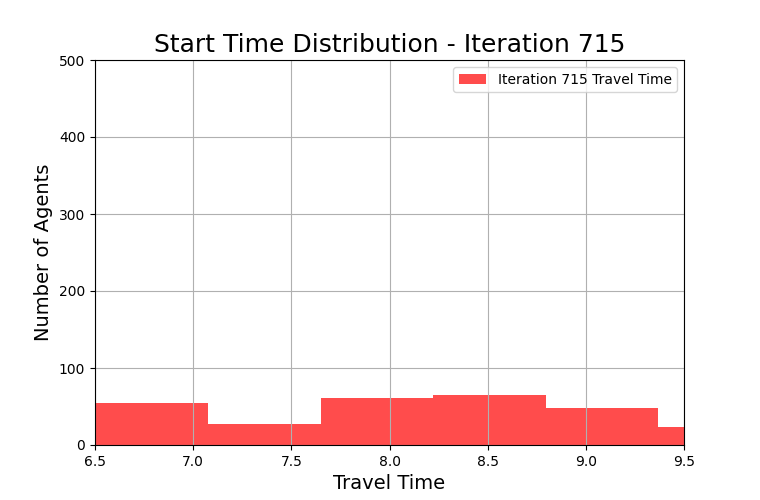 Start Time Distribution - Iteration 715
Iteration 715 Travel Time
Number of Agents
500
400
300
200
100
0
6.5 7.0 7.5 8.0 8.5 9.0 9.5
Travel Time